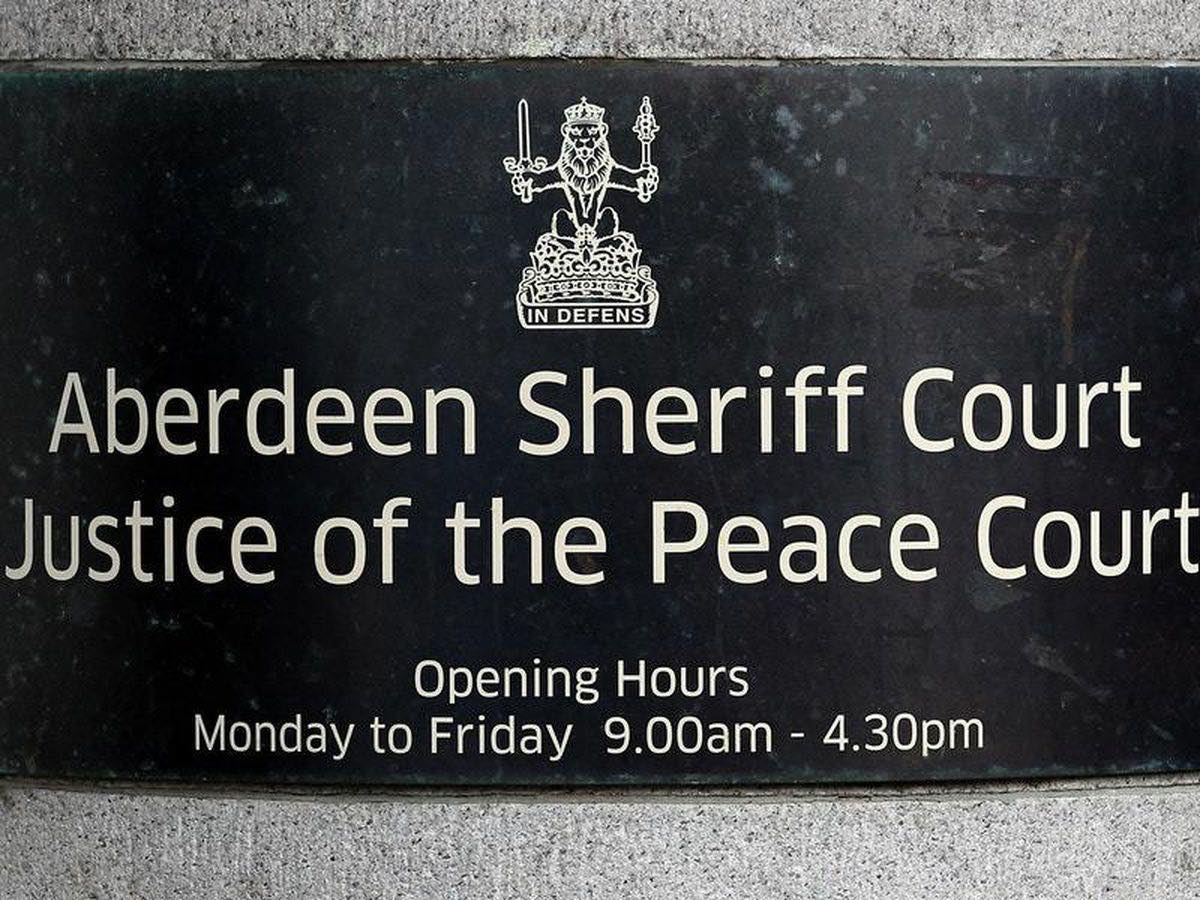 IN DEFENS
Aberdeen Sheriff Court
Justice of the Peace Court
Opening Hours
Monday to Friday 9.00am - 4.30pm